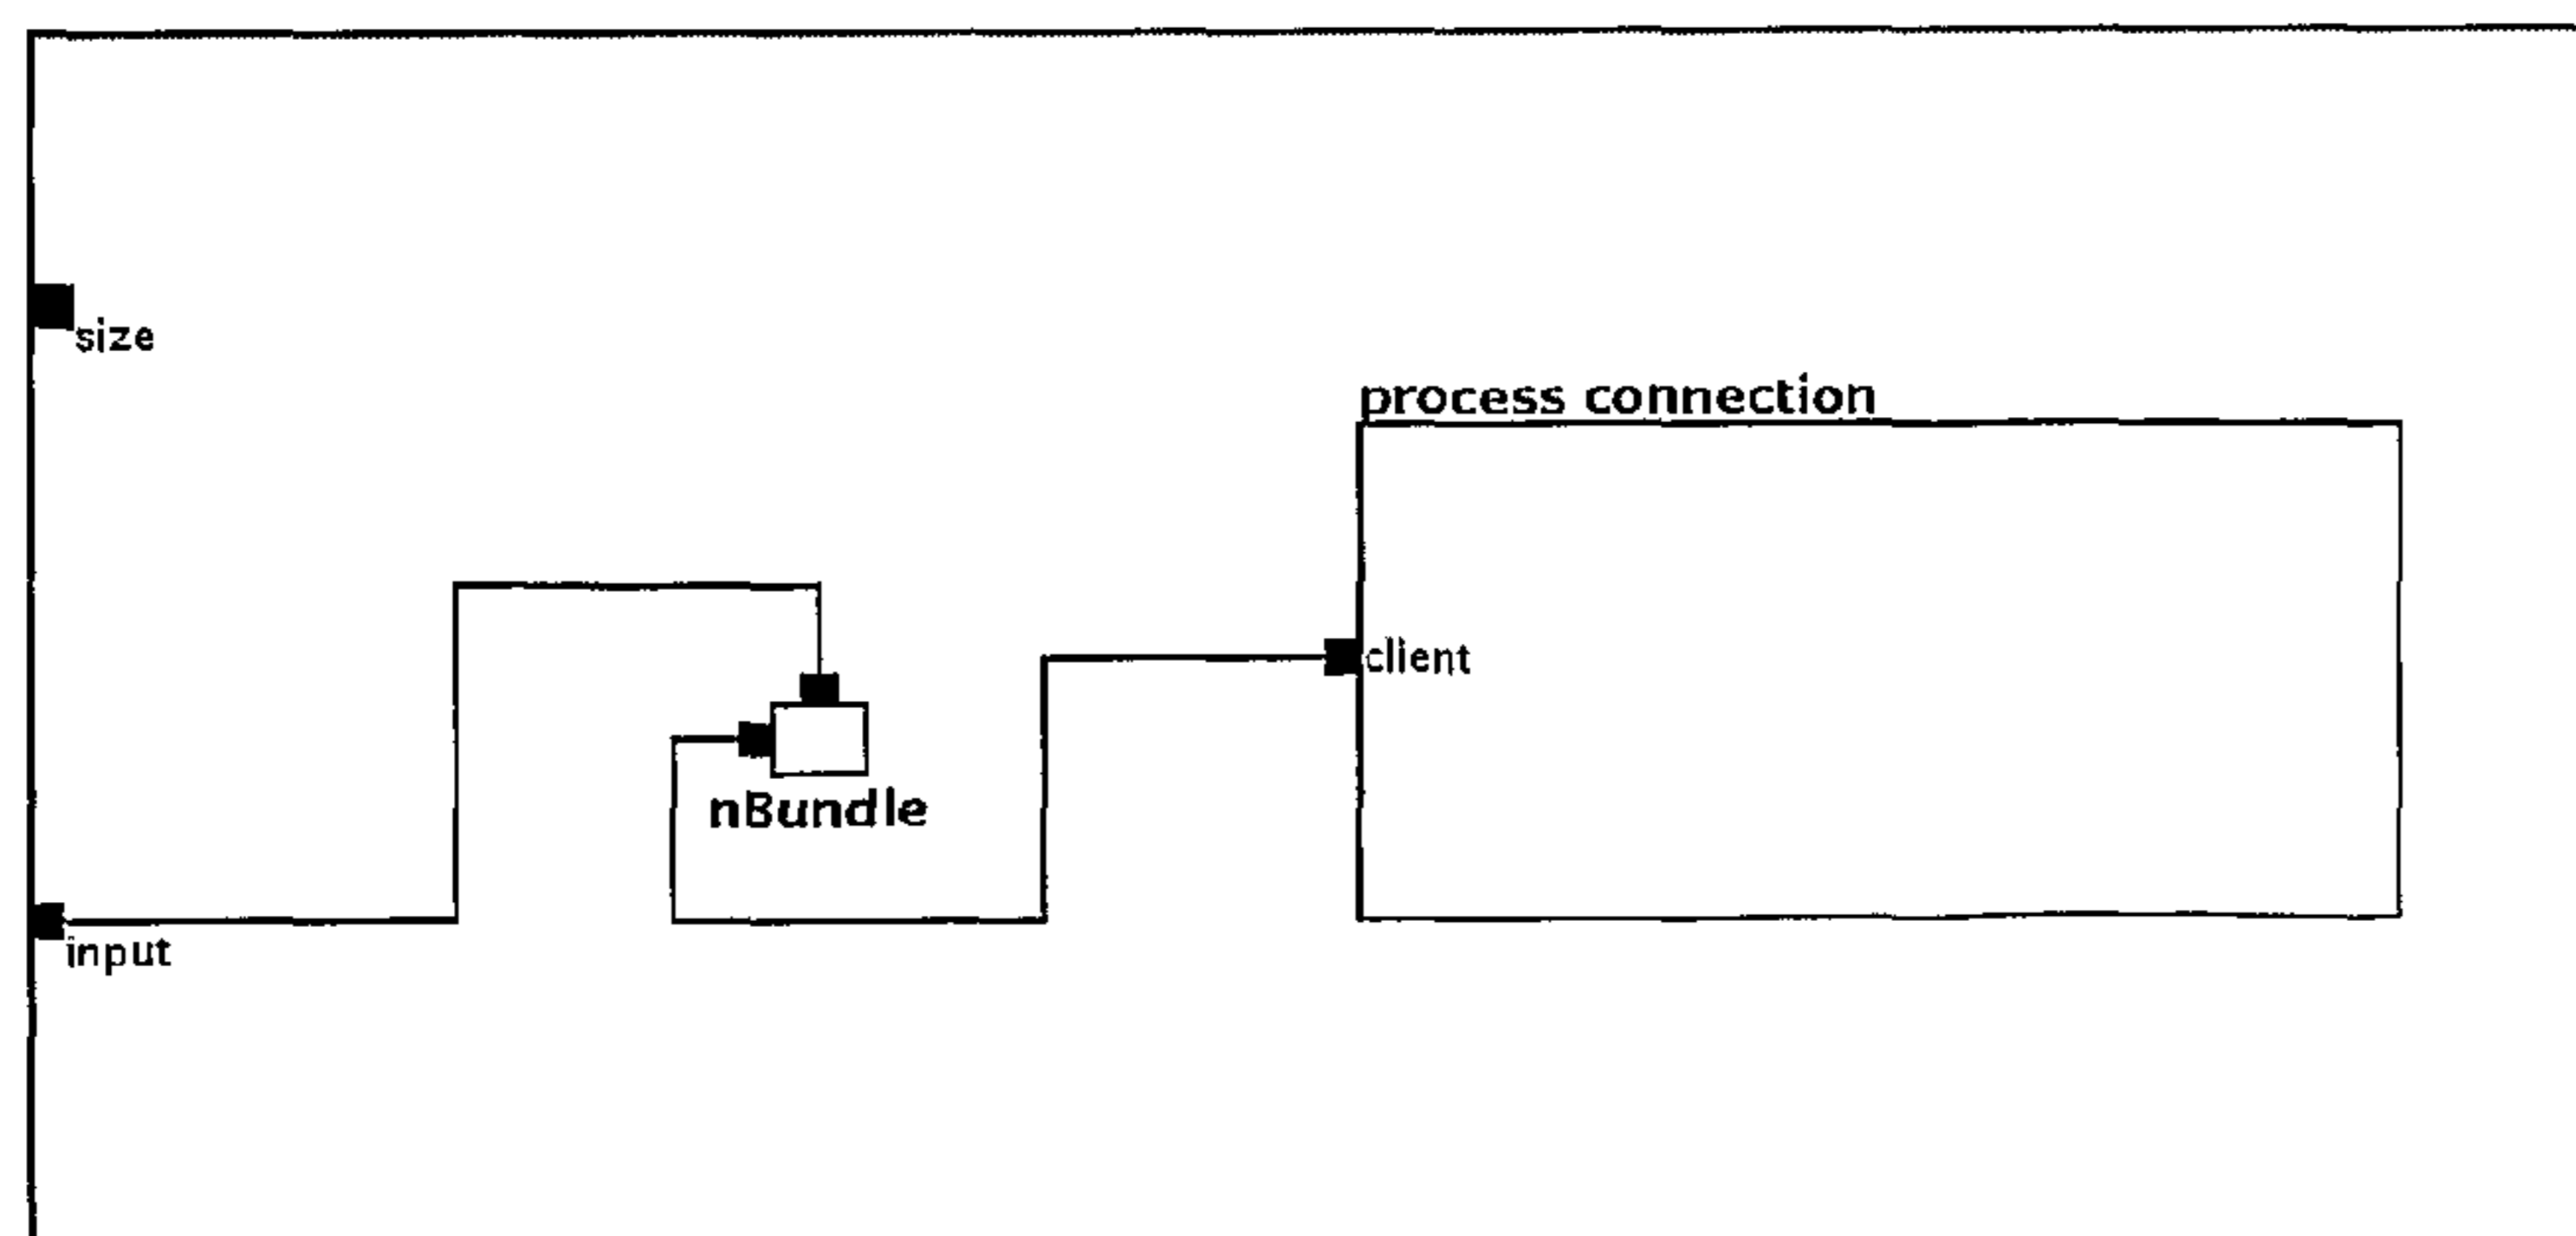 size
process connection
client
nBundle
input